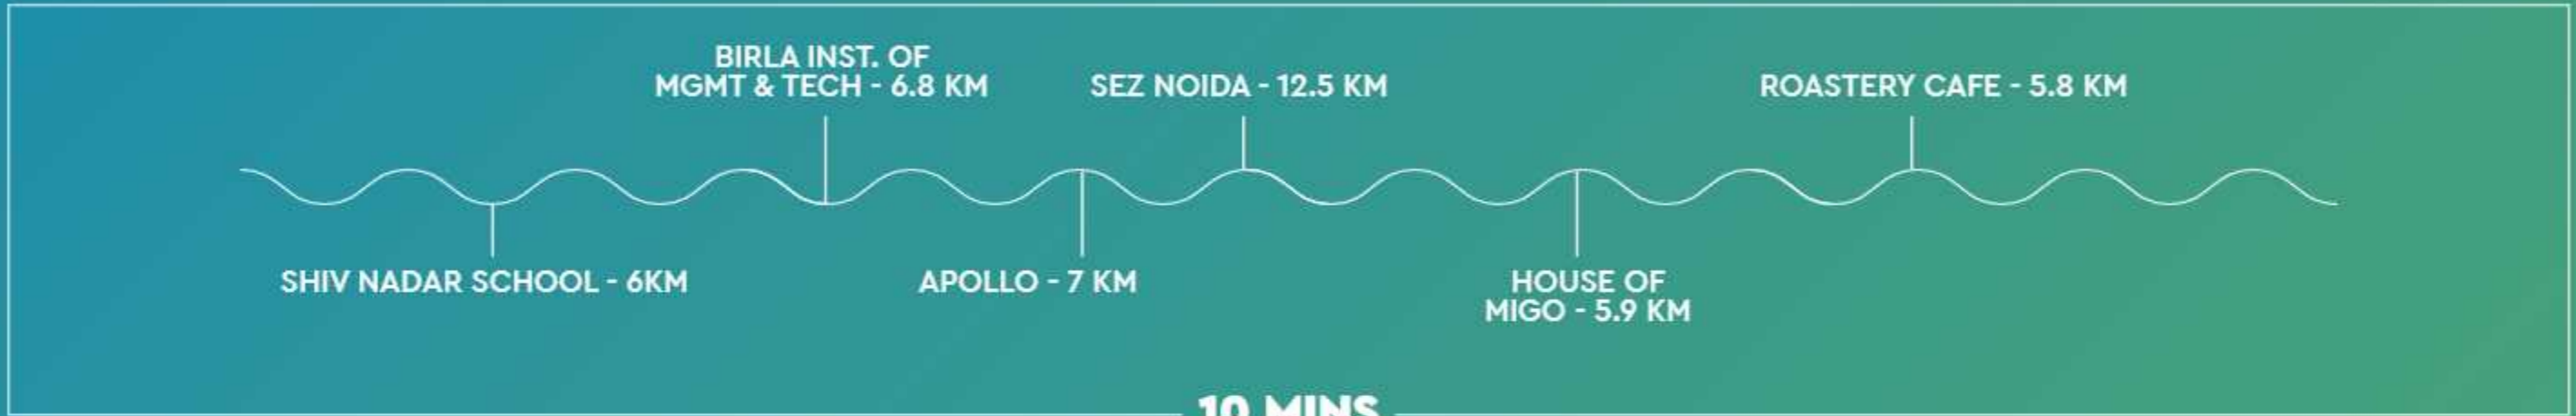 BIRLA INST. OF
MGMT & TECH - 6.8 KM
SEZ NOIDA - 12.5 KM
ROASTERY CAFE - 5.8 KM
SHIV NADAR SCHOOL - 6KM
APOLLO - 7 KM
HOUSE OF
MIGO - 5.9 KM
10 MINS